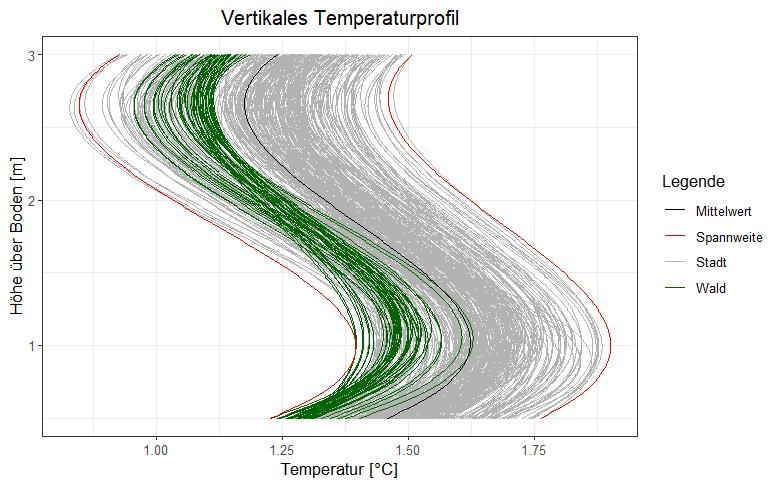 Vertikales Temperaturprofil
Höhe über Boden [m]
3
2
1
1.00 1.25 1.50 1.75
Temperatur [°C]
Legende
Mittelwert
Spannweite
Stadt
Wald